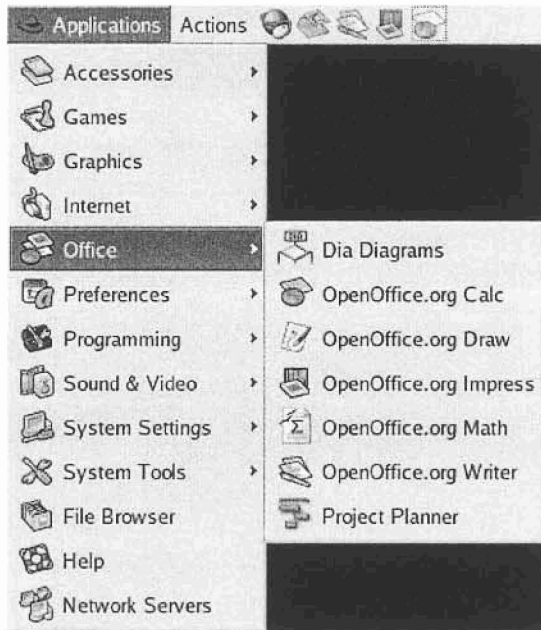 Applications Actions
Accessories
Games
Graphics
Internet
Office
Preferences
Programming
Sound & Video
System Settings
System Tools
File Browser
Help
Network Servers
DIA
Dia Diagrams
OpenOffice.org Calc
OpenOffice.org Draw
OpenOffice.org Impress
Σ
OpenOffice.org Math
OpenOffice.org Writer
Project Planner